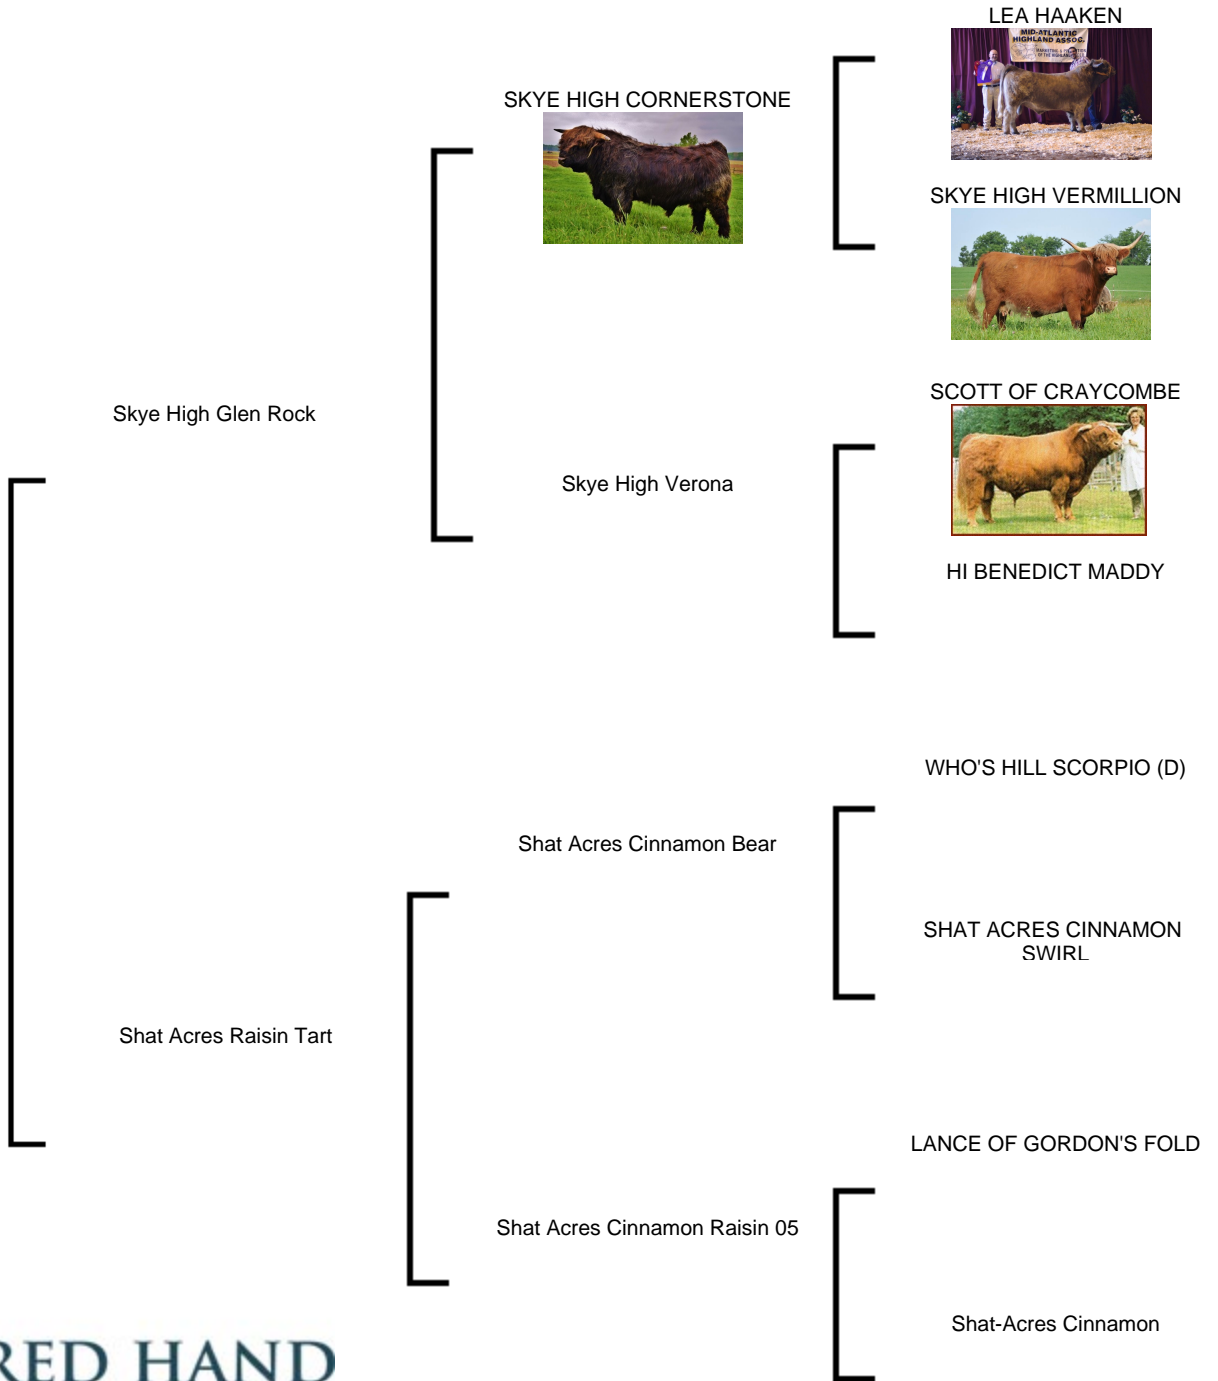 LEA HAAKEN
MID-ATLANTIC
HIGHLAND ASSOC.
SKYE HIGH CORNERSTONE
SKYE HIGH VERMILLION
SCOTT OF CRAYCOMBE
Skye High Glen Rock
Skye High Verona
HI BENEDICT MADDY
WHO'S HILL SCORPIO (D)
Shat Acres Cinnamon Bear
SHAT ACRES CINNAMON
SWIRL
Shat Acres Raisin Tart
LANCE OF GORDON'S FOLD
Shat Acres Cinnamon Raisin 05
Shat-Acres Cinnamon
RED HAND